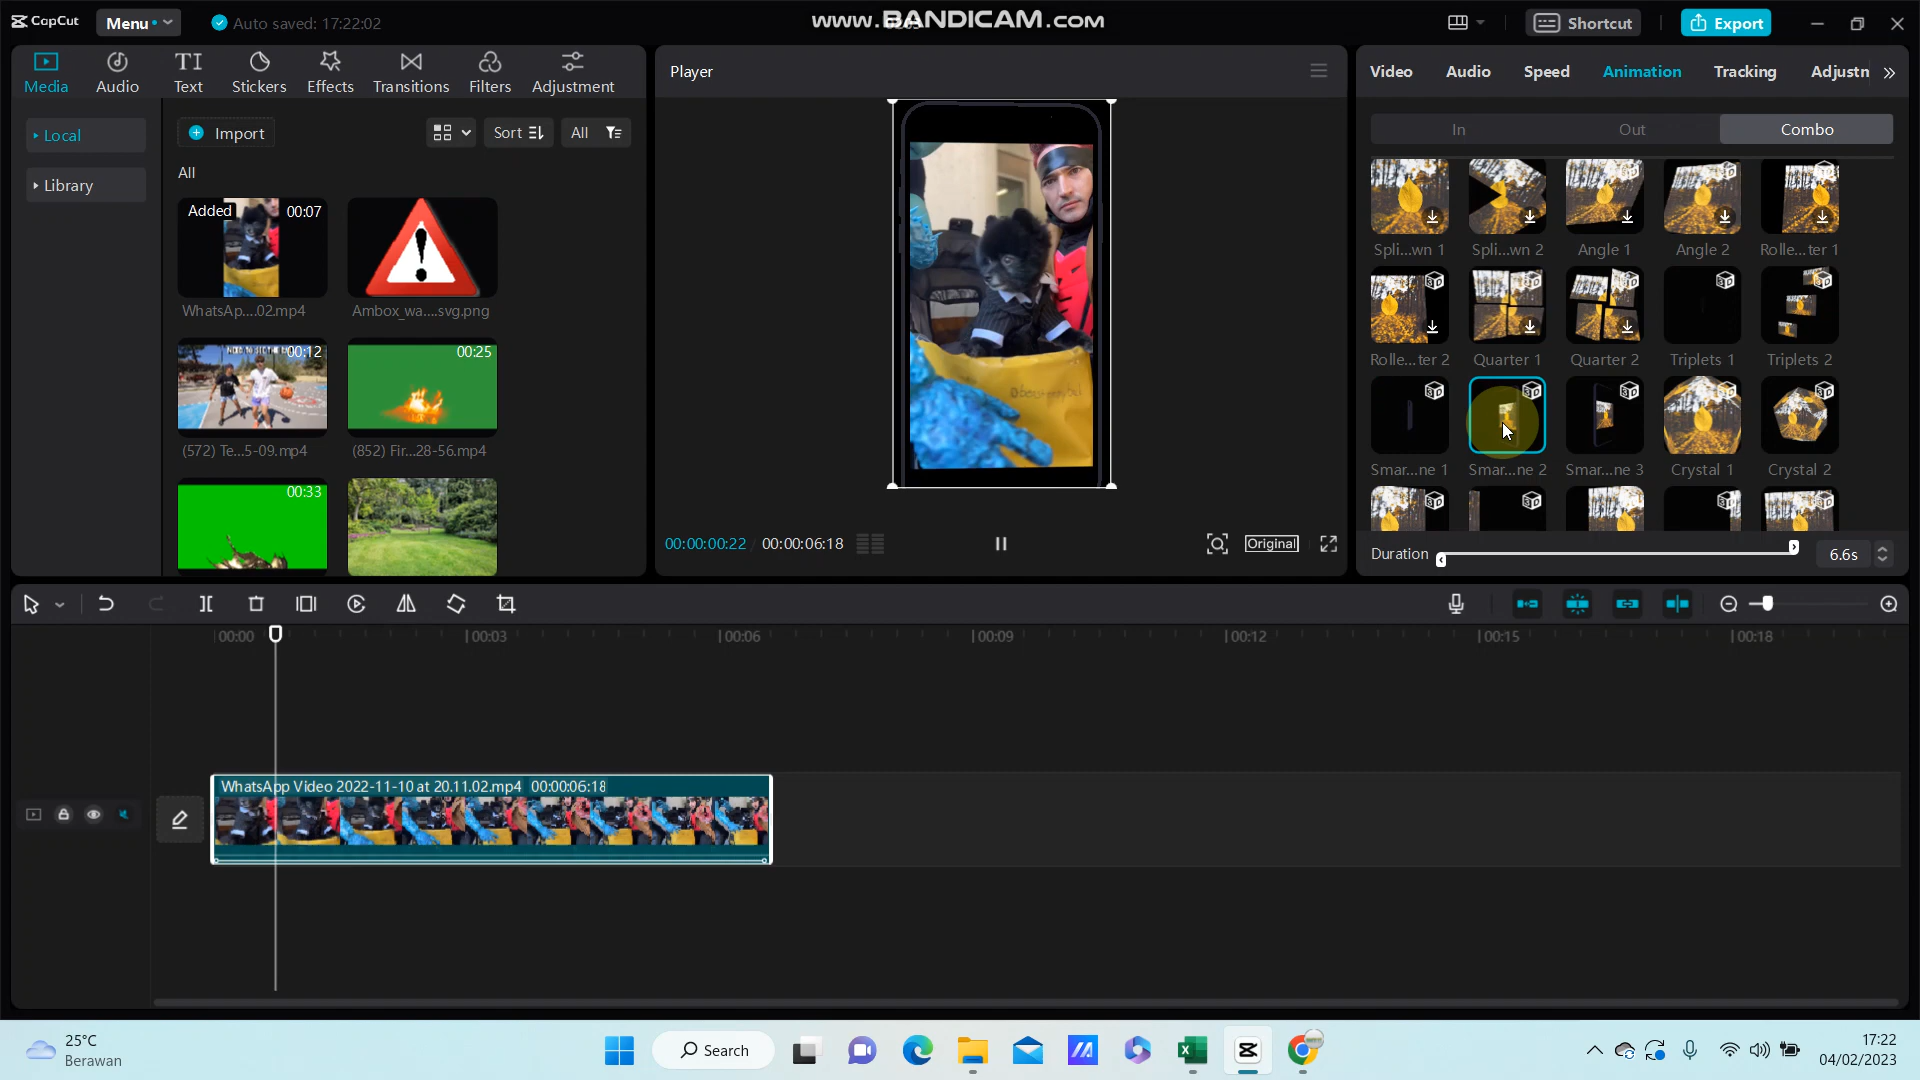 CapCut
Menu
Auto saved: 17:22:02
www.BANDICAM.com
Shortcut
Export
Media
Audio
Text
Stickers
Effects
Transitions
Filters
Adjustment
Local
Library
Import
Sort
All
All
Added
00:07
WhatsAp....02.mp4
Ambox_wa....svg.png
00:12
(572) Te...5-09.mp4
00:25
(852) Fir...28-56.mp4
00:33
Player
00:00:00:22
00:00:06:18
Original
Video
Audio
Speed
Animation
Tracking
Adjustn
In
Out
Combo
Spli...wn 1
Spli...wn 2
Angle 1
Angle 2
Rolle...ter 1
Rolle...ter 2
Quarter 1
Quarter 2
Triplets 1
Triplets 2
Smar...ne 1
Smar...ne 2
Smar...ne 3
Crystal 1
Crystal 2
Duration
6.6s
00:00
00:03
00:06
00:09
00:12
00:15
00:18
WhatsApp Video 2022-11-10 at 20.11.02.mp4 00:00:06:18
25°C
Berawan
Search
17:22
04/02/2023